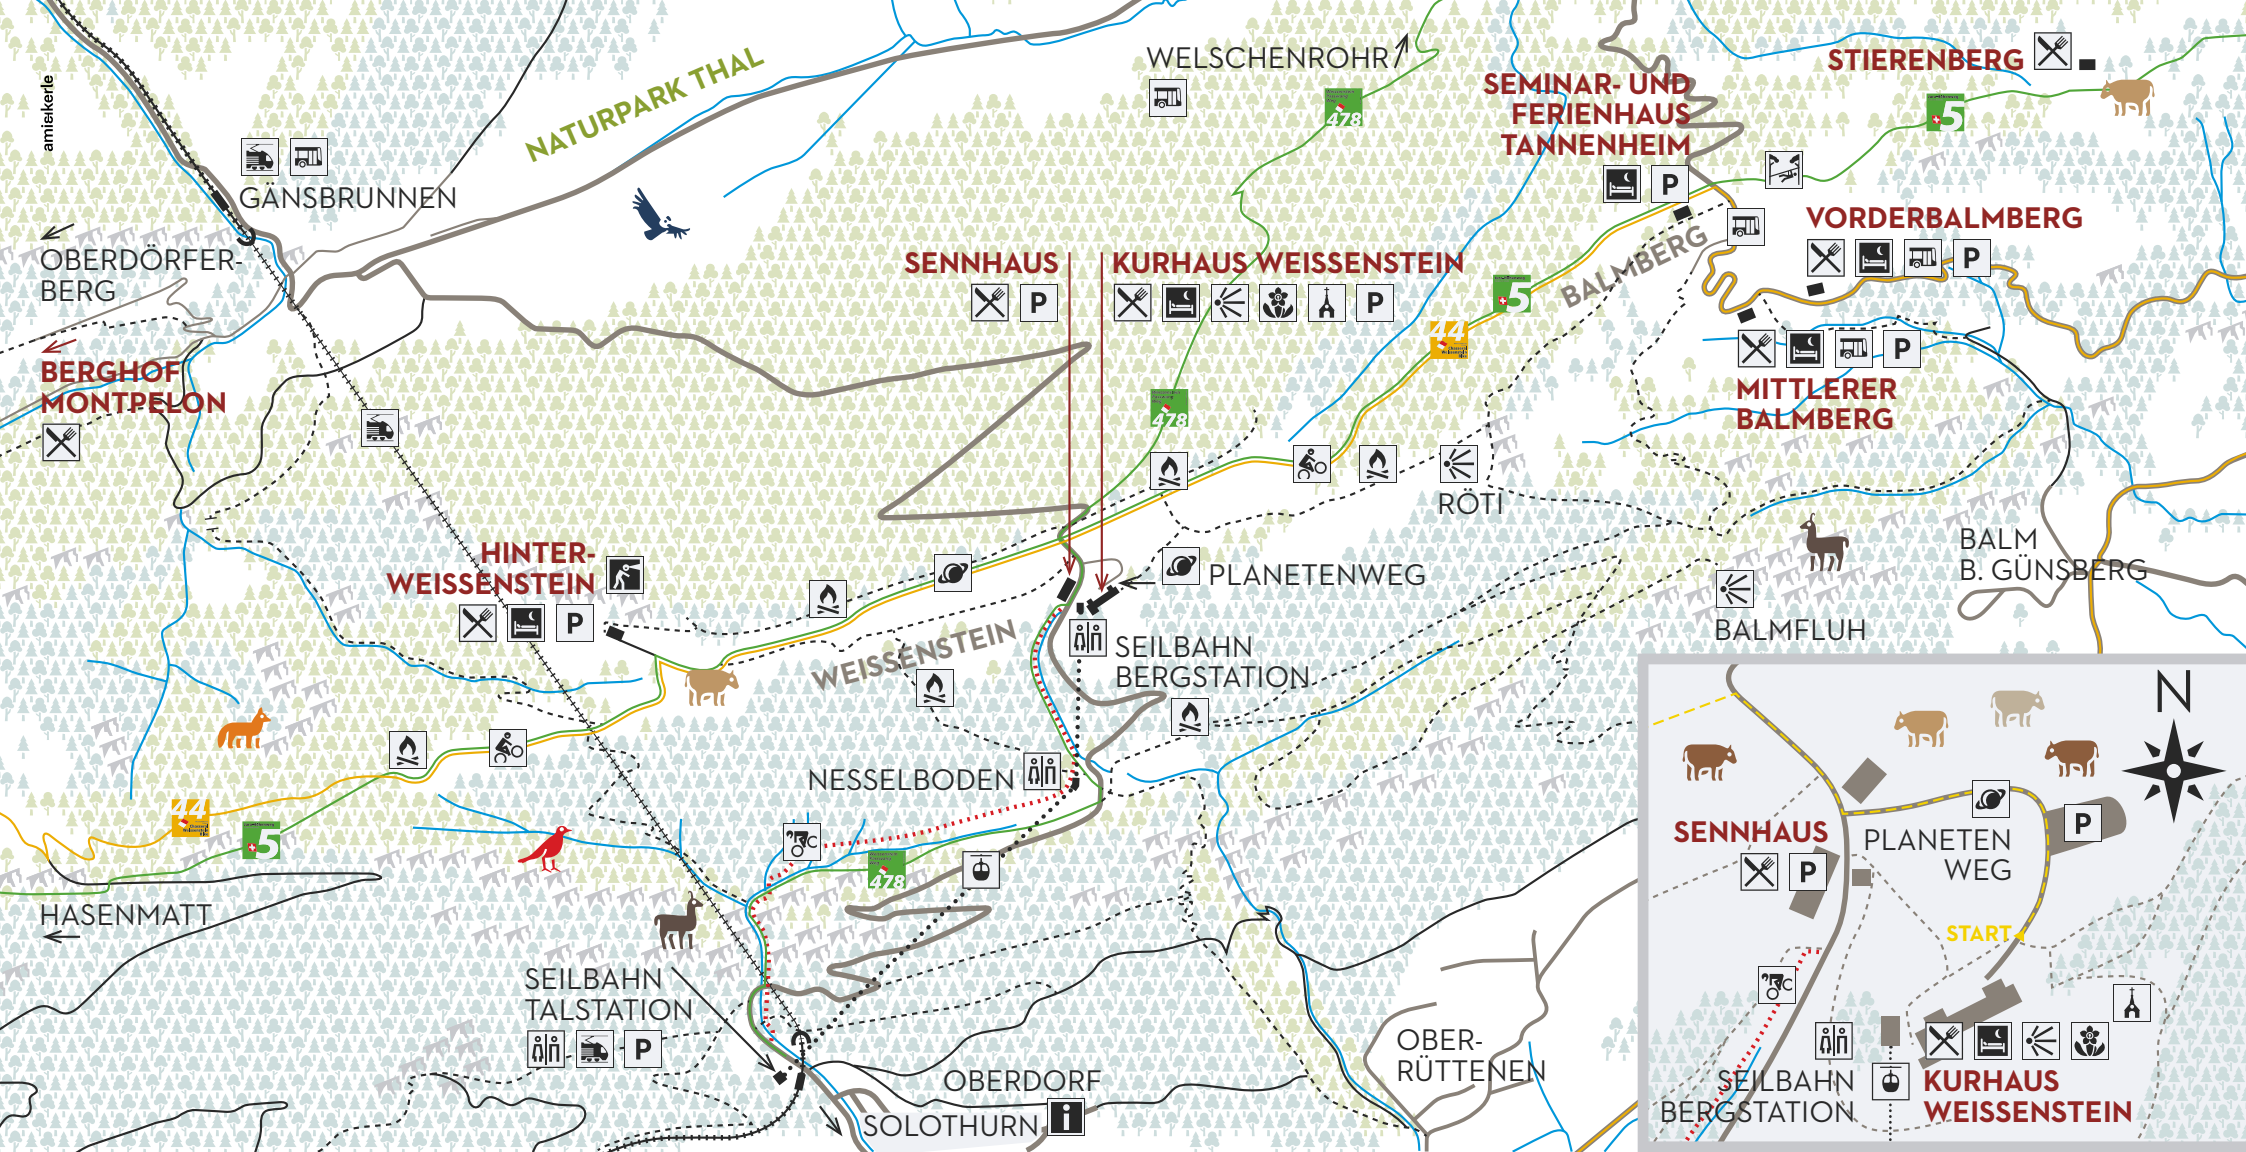 amierkerle
NATURPARK THAL
WELSCHENROHR
478
SEMINAR- UND
FERIENHAUS
TANNENHEIM
P
STIERENBERG
5
GÄNSBRUNNEN
OBERDÖRFER-
BERG
BERGHOF
MONTPELON
SENNHAUS
P
KURHAUS WEISSENSTEIN
P
5
44
BALMBERG
VORDERBALMBERG
P
P
MITTLERER
BALMBERG
478
RÖTI
HINTER-
WEISSENSTEIN
P
PLANETENWEG
WEISSENSTEIN
SEILBAHN
BERGSTATION
BALM
B. GÜNSBERG
BALMFLUH
NESSELBODEN
44
5
478
HASENMATT
SEILBAHN
TALSTATION
P
OBERDORF
SOLOTHURN
i
OBER-
RÜTTENEN
N
SENNHAUS
P
PLANETEN
WEG
P
START
SEILBAHN
BERGSTATION
KURHAUS
WEISSENSTEIN